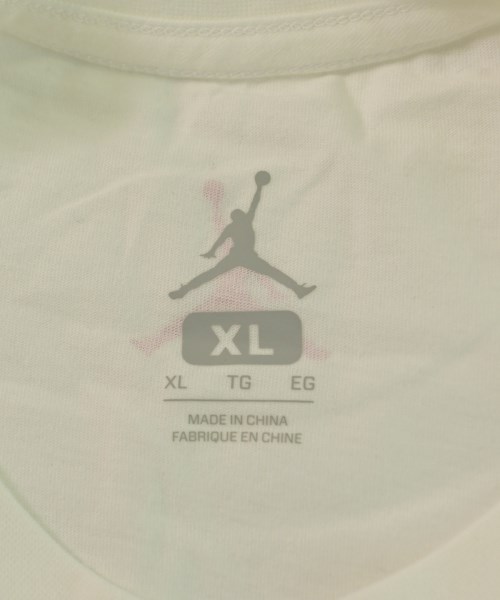 XL
XL TG EG
MADE IN CHINA
FABRIQUE EN CHINE